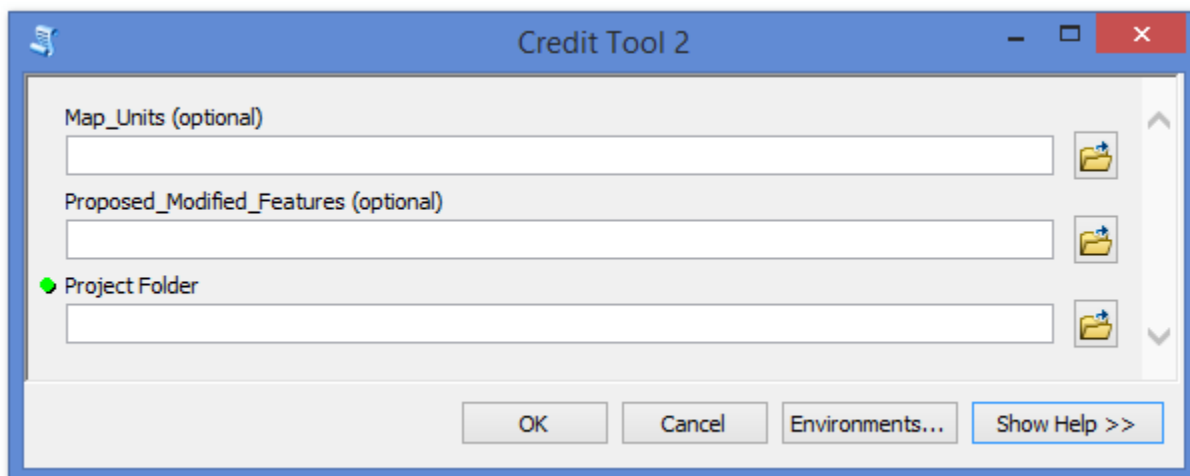 Credit Tool 2
Map_Units (optional)
Proposed_Modified_Features (optional)
Project Folder
OK Cancel Environments... Show Help >>